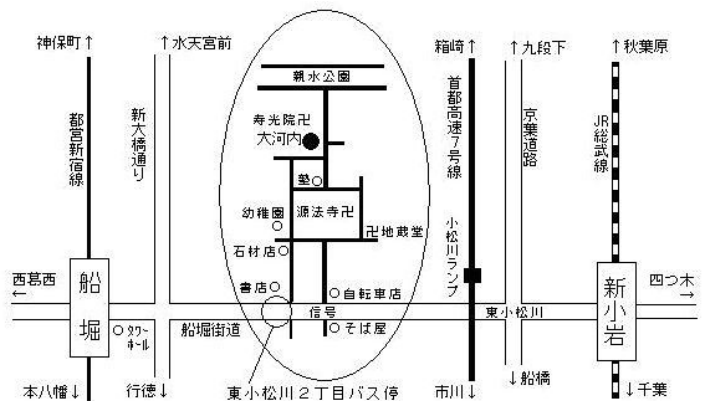 神保町↑
↑水天宮前
箱崎↑
↑九段下
↑秋葉原
親水公園
都営新宿線
新大橋通り
寿光院卍
大河内
首都高速7号線
京葉道路
JR総武線
塾○
幼稚園
源法寺卍
卍地蔵堂
石材店○
小松川ランプ
西葛西
←
船堀
書店○
○自転車店
新小岩
四つ木
→
信号
東小松川
○タワーホール
船堀街道
○そば屋
本八幡↓
行徳↓
東小松川2丁目バス停
市川↓
↓船橋
↓千葉